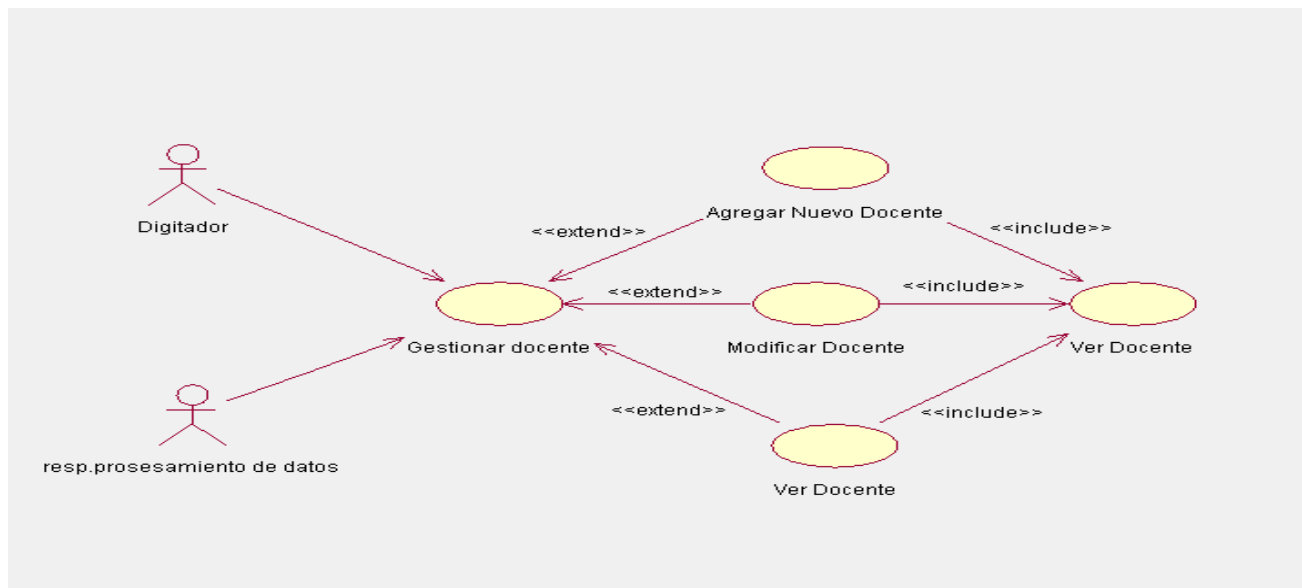 Digitador
Agregar Nuevo Docente
<<extend>>
<<include>>
<<extend>>
<<include>>
Gestionar docente
Modificar Docente
Ver Docente
<<extend>>
<<include>>
resp.prosesamiento de datos
Ver Docente